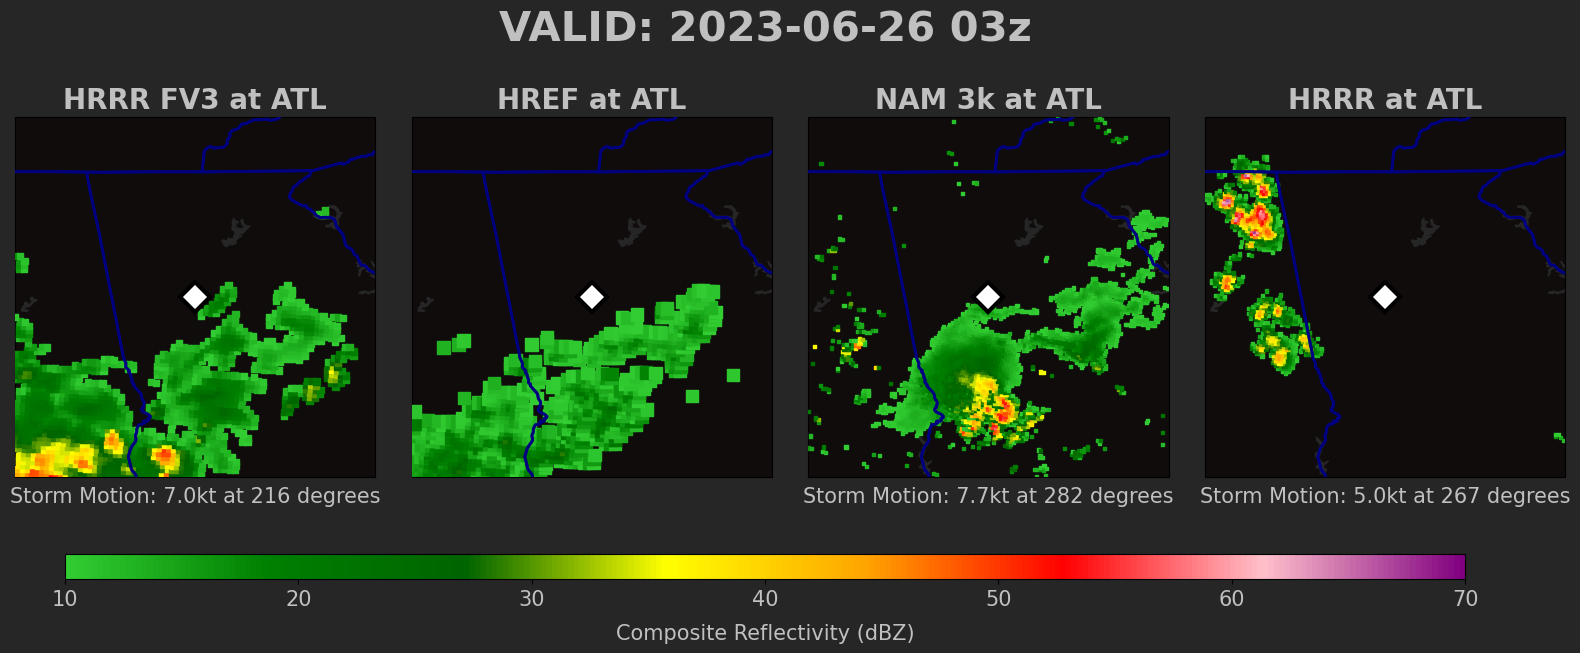 VALID: 2023-06-26 03z
HRRR FV3 at ATL
HREF at ATL
NAM 3k at ATL
HRRR at ATL
Storm Motion: 7.0kt at 216 degrees
Storm Motion: 7.7kt at 282 degrees
Storm Motion: 5.0kt at 267 degrees
10 20 30 40 50 60 70
Composite Reflectivity (dBZ)